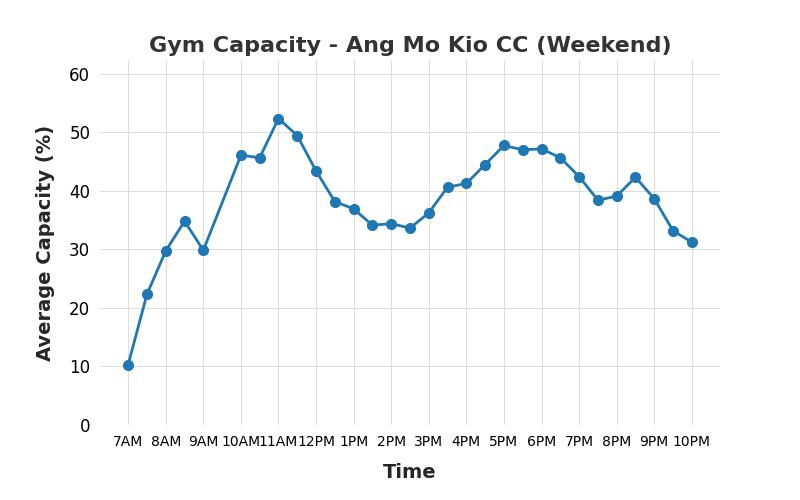 Gym Capacity - Ang Mo Kio CC (Weekend)
60
50
40
30
20
10
0
Average Capacity (%)
7AM 8AM 9AM 10AM 11AM 12PM 1PM 2PM 3PM 4PM 5PM 6PM 7PM 8PM 9PM 10PM
Time